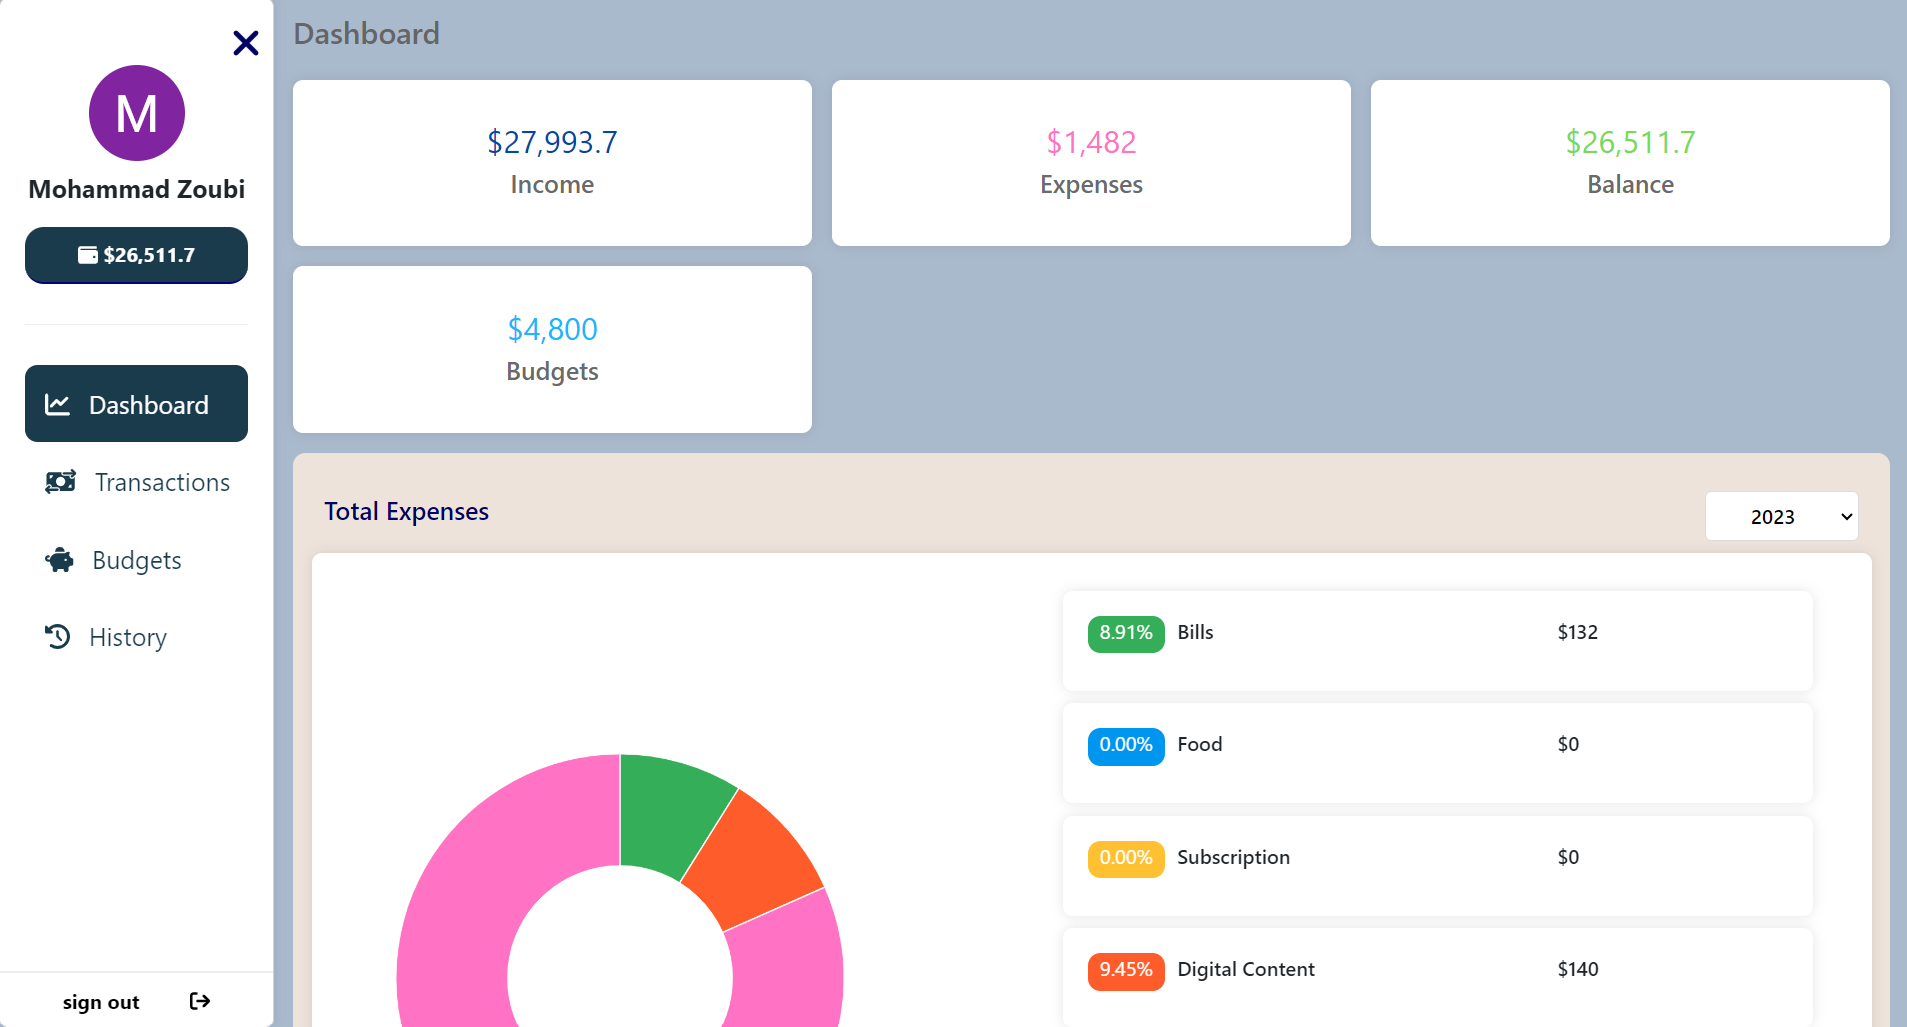 M
Mohammad Zoubi
$26,511.7
Dashboard
Transactions
Budgets
History
sign out
Dashboard
$27,993.7
Income
$1,482
Expenses
$26,511.7
Balance
$4,800
Budgets
Total Expenses
2023
8.91% Bills $132
0.00% Food $0
0.00% Subscription $0
9.45% Digital Content $140